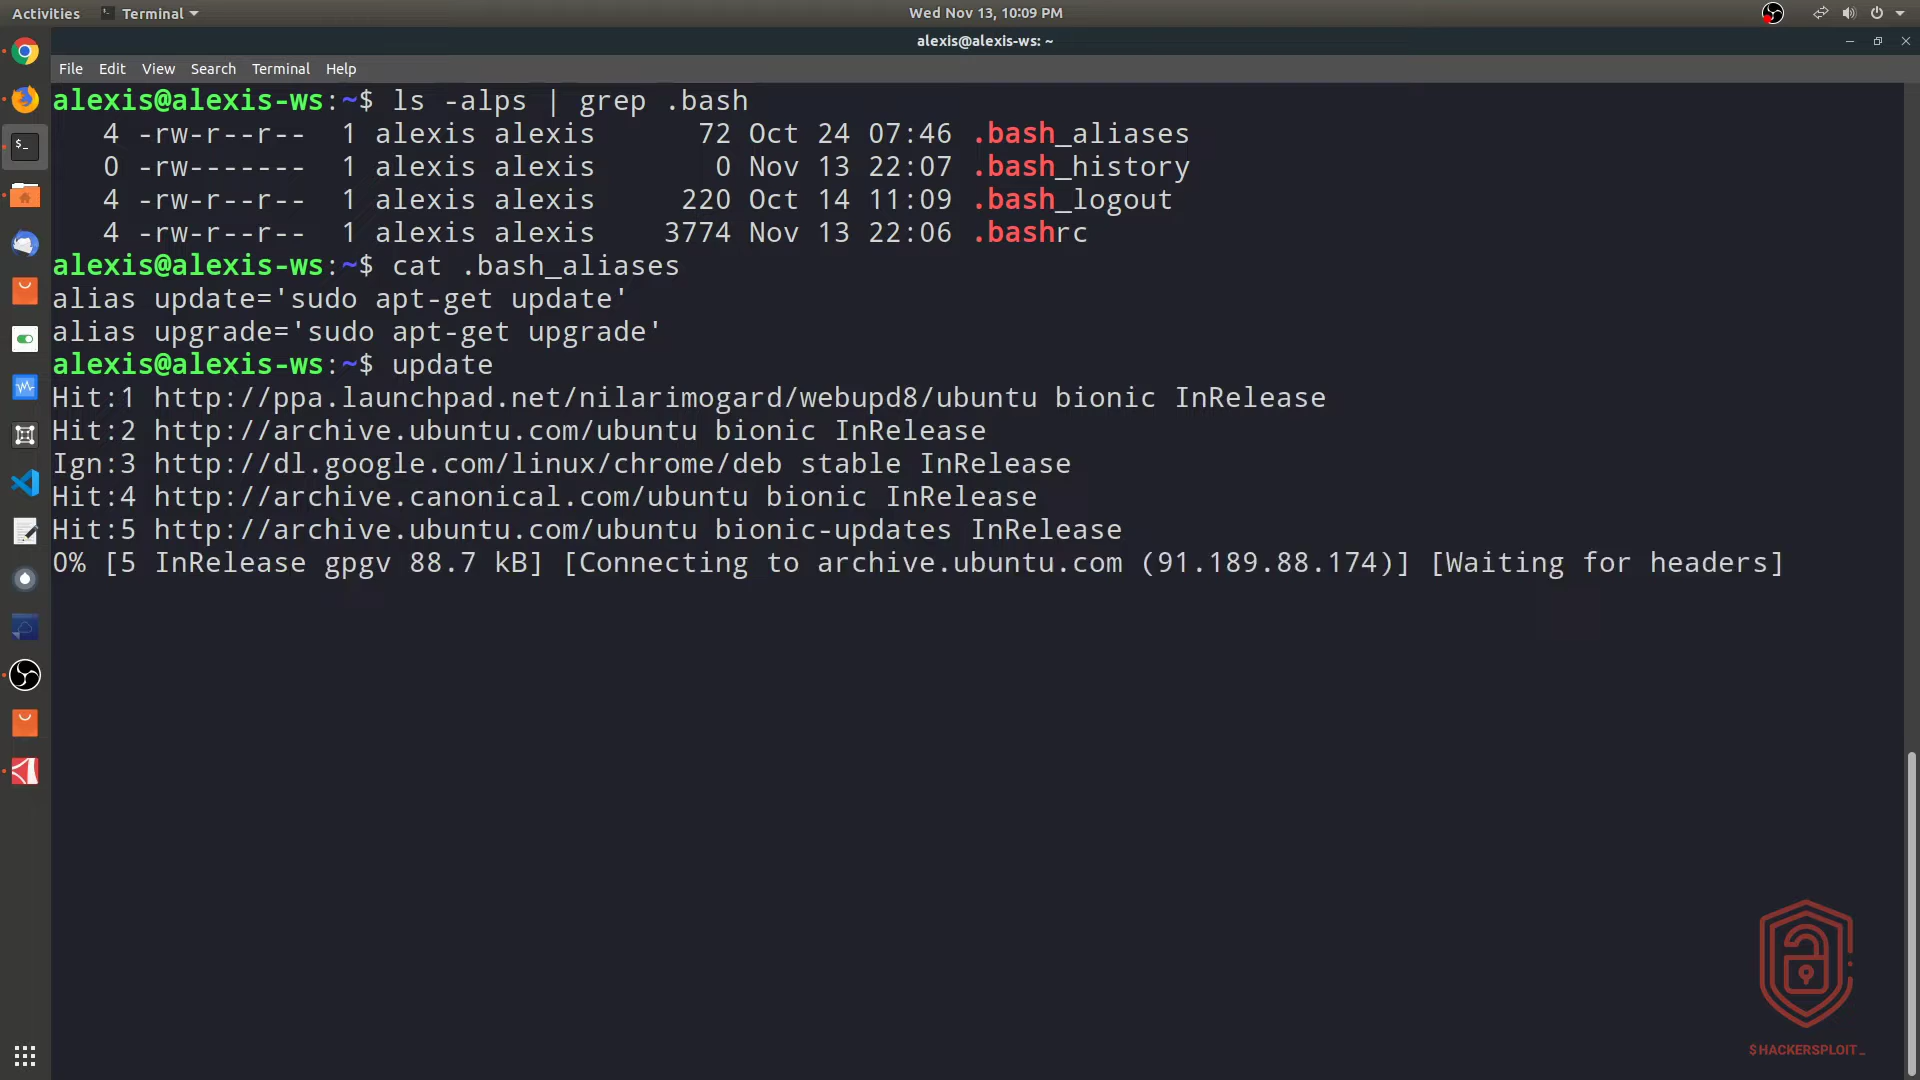 Activities Terminal Wed Nov 13, 10:09 PM
alexis@alexis-ws: ~
File Edit View Search Terminal Help
alexis@alexis-ws:~$ ls -alps | grep .bash
4 -rw-r--r-- 1 alexis alexis 72 Oct 24 07:46 .bash_aliases
0 -rw------- 1 alexis alexis 0 Nov 13 22:07 .bash_history
4 -rw-r--r-- 1 alexis alexis 220 Oct 14 11:09 .bash_logout
4 -rw-r--r-- 1 alexis alexis 3774 Nov 13 22:06 .bashrc
alexis@alexis-ws:~$ cat .bash_aliases
alias update='sudo apt-get update'
alias upgrade='sudo apt-get upgrade'
alexis@alexis-ws:~$ update
Hit:1 http://ppa.launchpad.net/nilarimogard/webupd8/ubuntu bionic InRelease
Hit:2 http://archive.ubuntu.com/ubuntu bionic InRelease
Ign:3 http://dl.google.com/linux/chrome/deb stable InRelease
Hit:4 http://archive.canonical.com/ubuntu bionic InRelease
Hit:5 http://archive.ubuntu.com/ubuntu bionic-updates InRelease
0% [5 InRelease gpgv 88.7 kB] [Connecting to archive.ubuntu.com (91.189.88.174)] [Waiting for headers]
$HACKERSPLOIT_